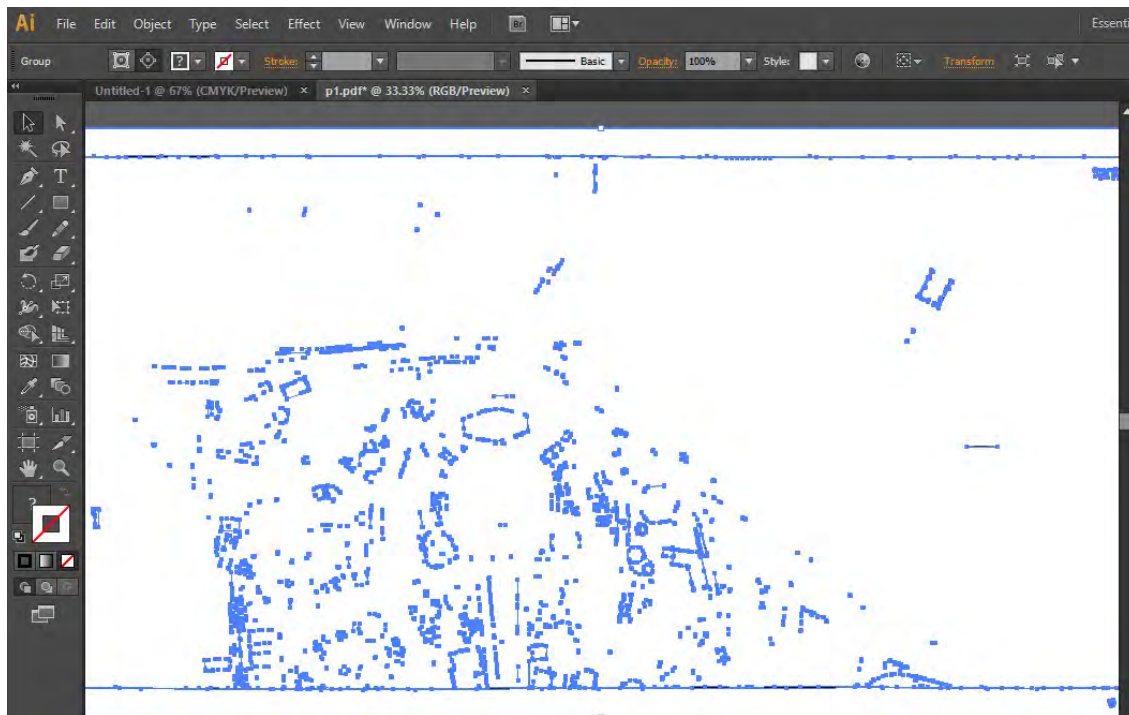 Ai File Edit Object Type Select Effect View Window Help Br Essenti
Group ? Stroke: Basic Opacity: 100% Style: Transform
Untitled-1 @ 67% (CMYK/Preview) × p1.pdf* @ 33.33% (RGB/Preview) ×
T
?